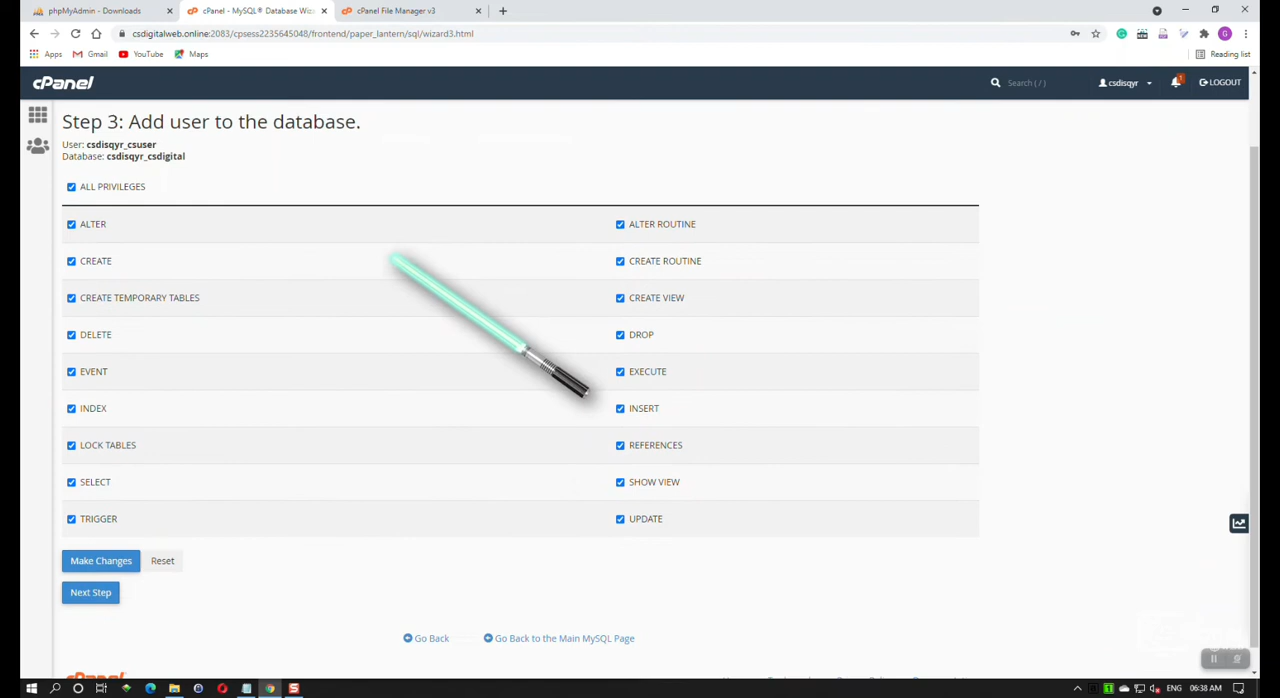 phpMyAdmin - Downloads
cPanel - MySQL® Database Wiz
cPanel File Manager v3
csdigitalweb.online:2083/cpsess2235645048/frontend/paper_lantern/sql/wizard3.html
G
Apps Gmail YouTube Maps
Reading list
cPanel
Search ( / )
csdisqyr
1
LOGOUT
Step 3: Add user to the database.
User: csdisqyr_csuser
Database: csdisqyr_csdigital
ALL PRIVILEGES
ALTER ALTER ROUTINE
CREATE CREATE ROUTINE
CREATE TEMPORARY TABLES CREATE VIEW
DELETE DROP
EVENT EXECUTE
INDEX INSERT
LOCK TABLES REFERENCES
SELECT SHOW VIEW
TRIGGER UPDATE
Make Changes Reset
Next Step
Go Back Go Back to the Main MySQL Page
ENG 06:38 AM